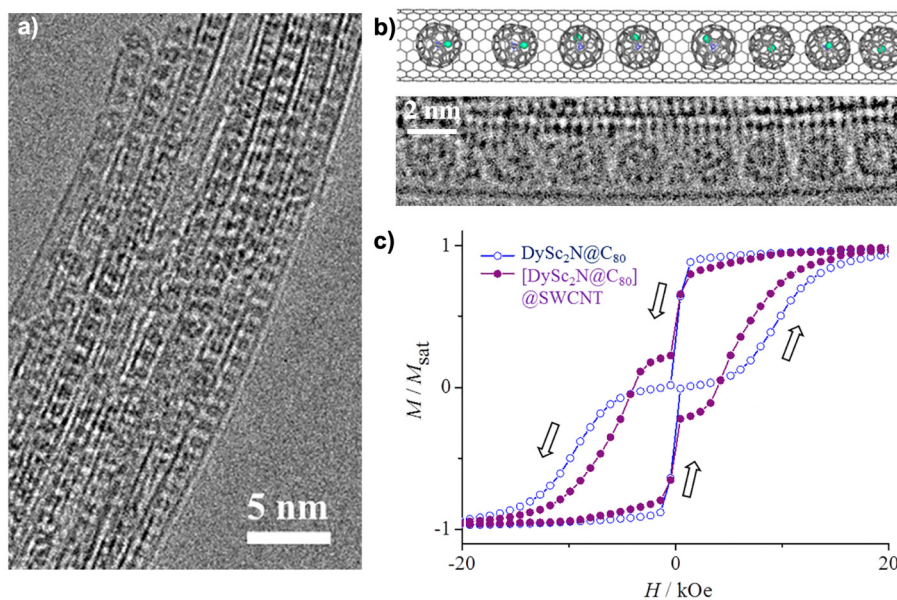 a)
5 nm
b)
2 nm
c)
DySc₂N@C₈₀
[DySc₂N@C₈₀]
@SWCNT
M / Mₛₐₜ
1
0
-1
-20
0
20
H / kOe